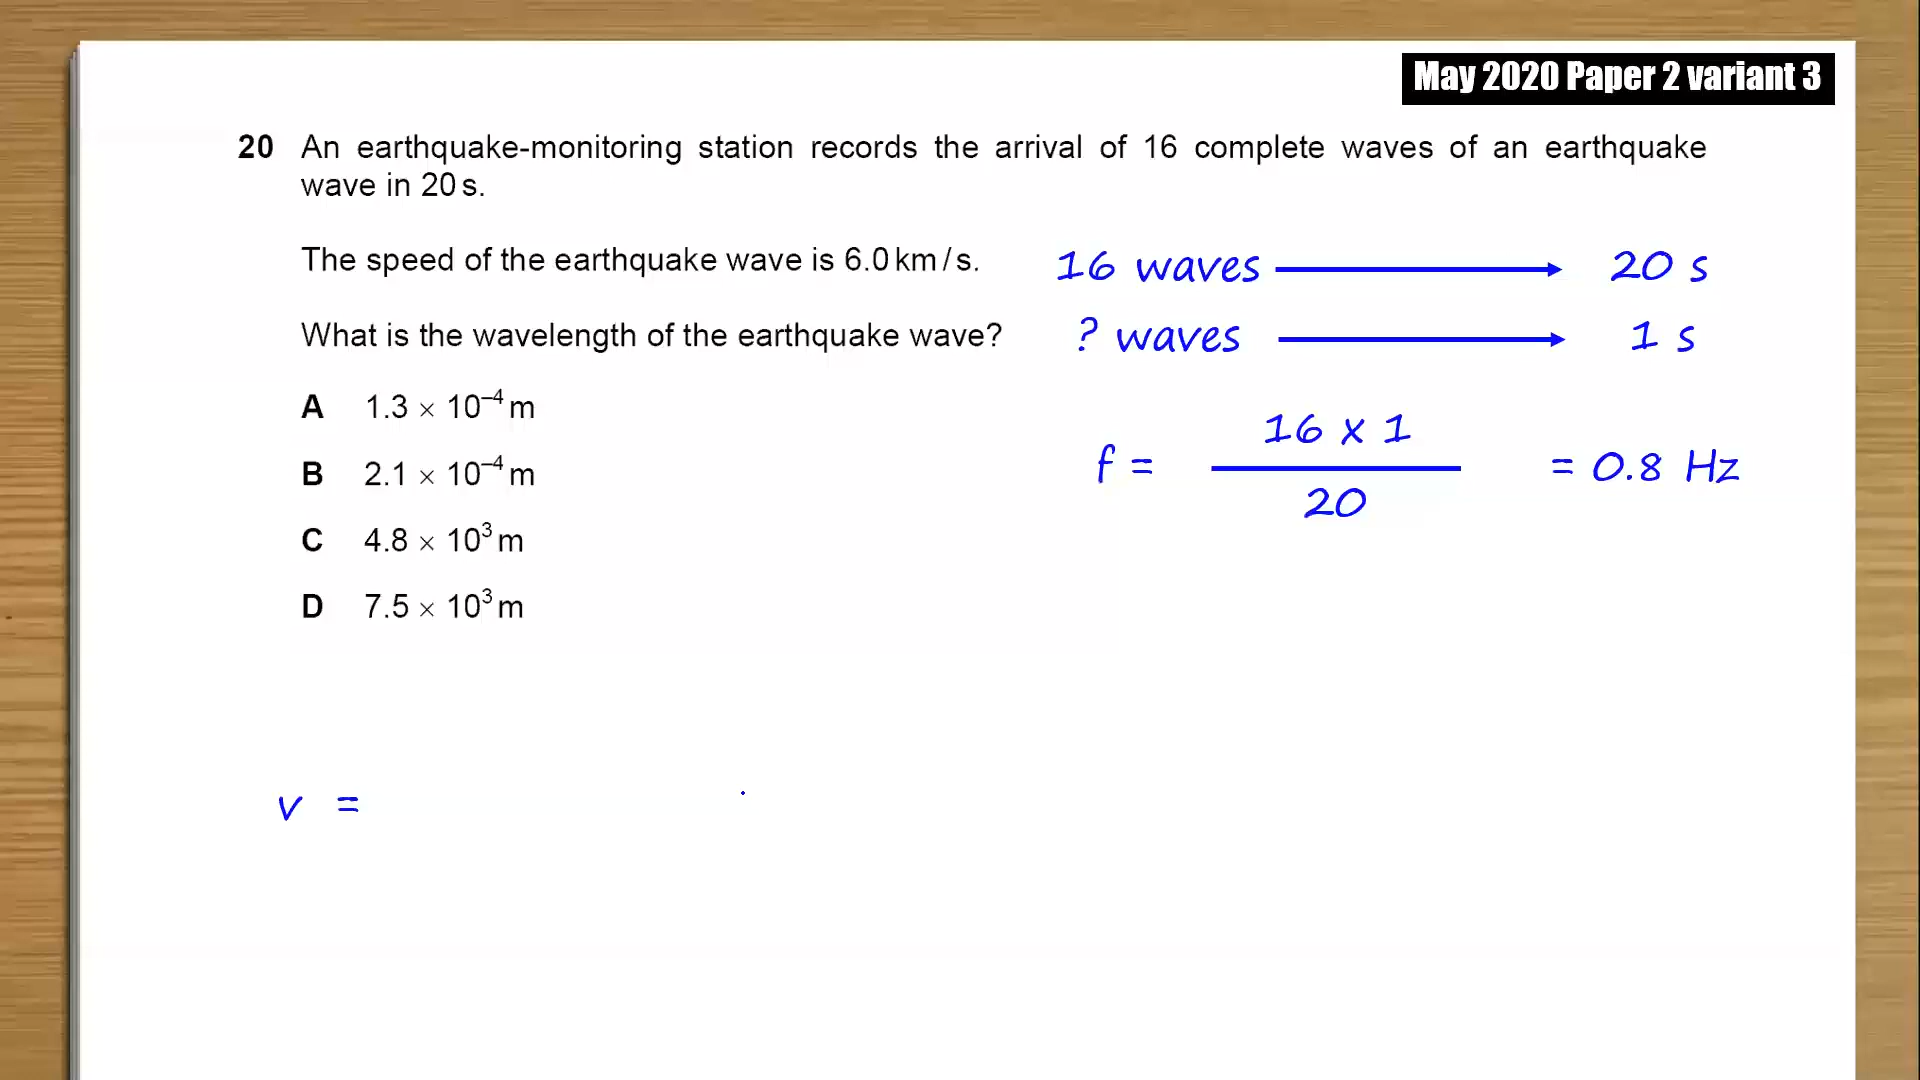 May 2020 Paper 2 variant 3
20 An earthquake-monitoring station records the arrival of 16 complete waves of an earthquake
wave in 20 s.
The speed of the earthquake wave is 6.0 km / s.
16 waves 20 s
What is the wavelength of the earthquake wave?
? waves 1 s
A 1.3 × 10⁻⁴ m
B 2.1 × 10⁻⁴ m
C 4.8 × 10³ m
D 7.5 × 10³ m
16 x 1
f = = 0.8 Hz
20
v =